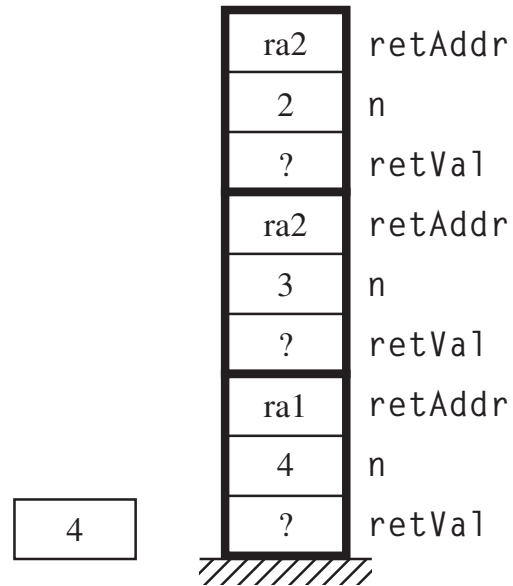 ra2 retAddr
2 n
? retVal
ra2 retAddr
3 n
? retVal
ra1 retAddr
4 n
4 ? retVal